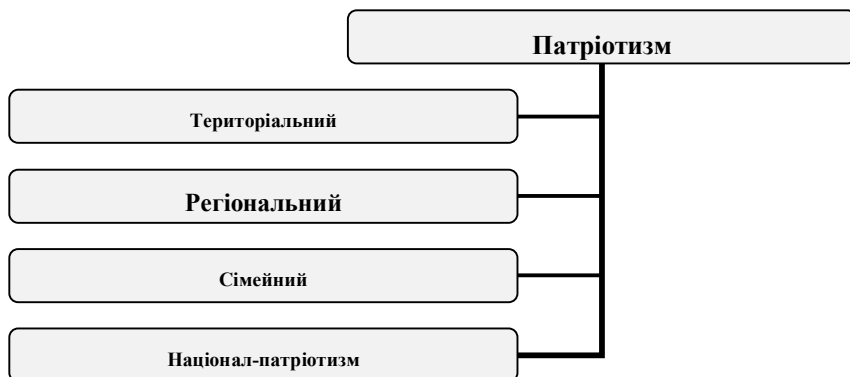 Патріотизм
Територіальний
Регіональний
Сімейний
Націонал-патріотизм